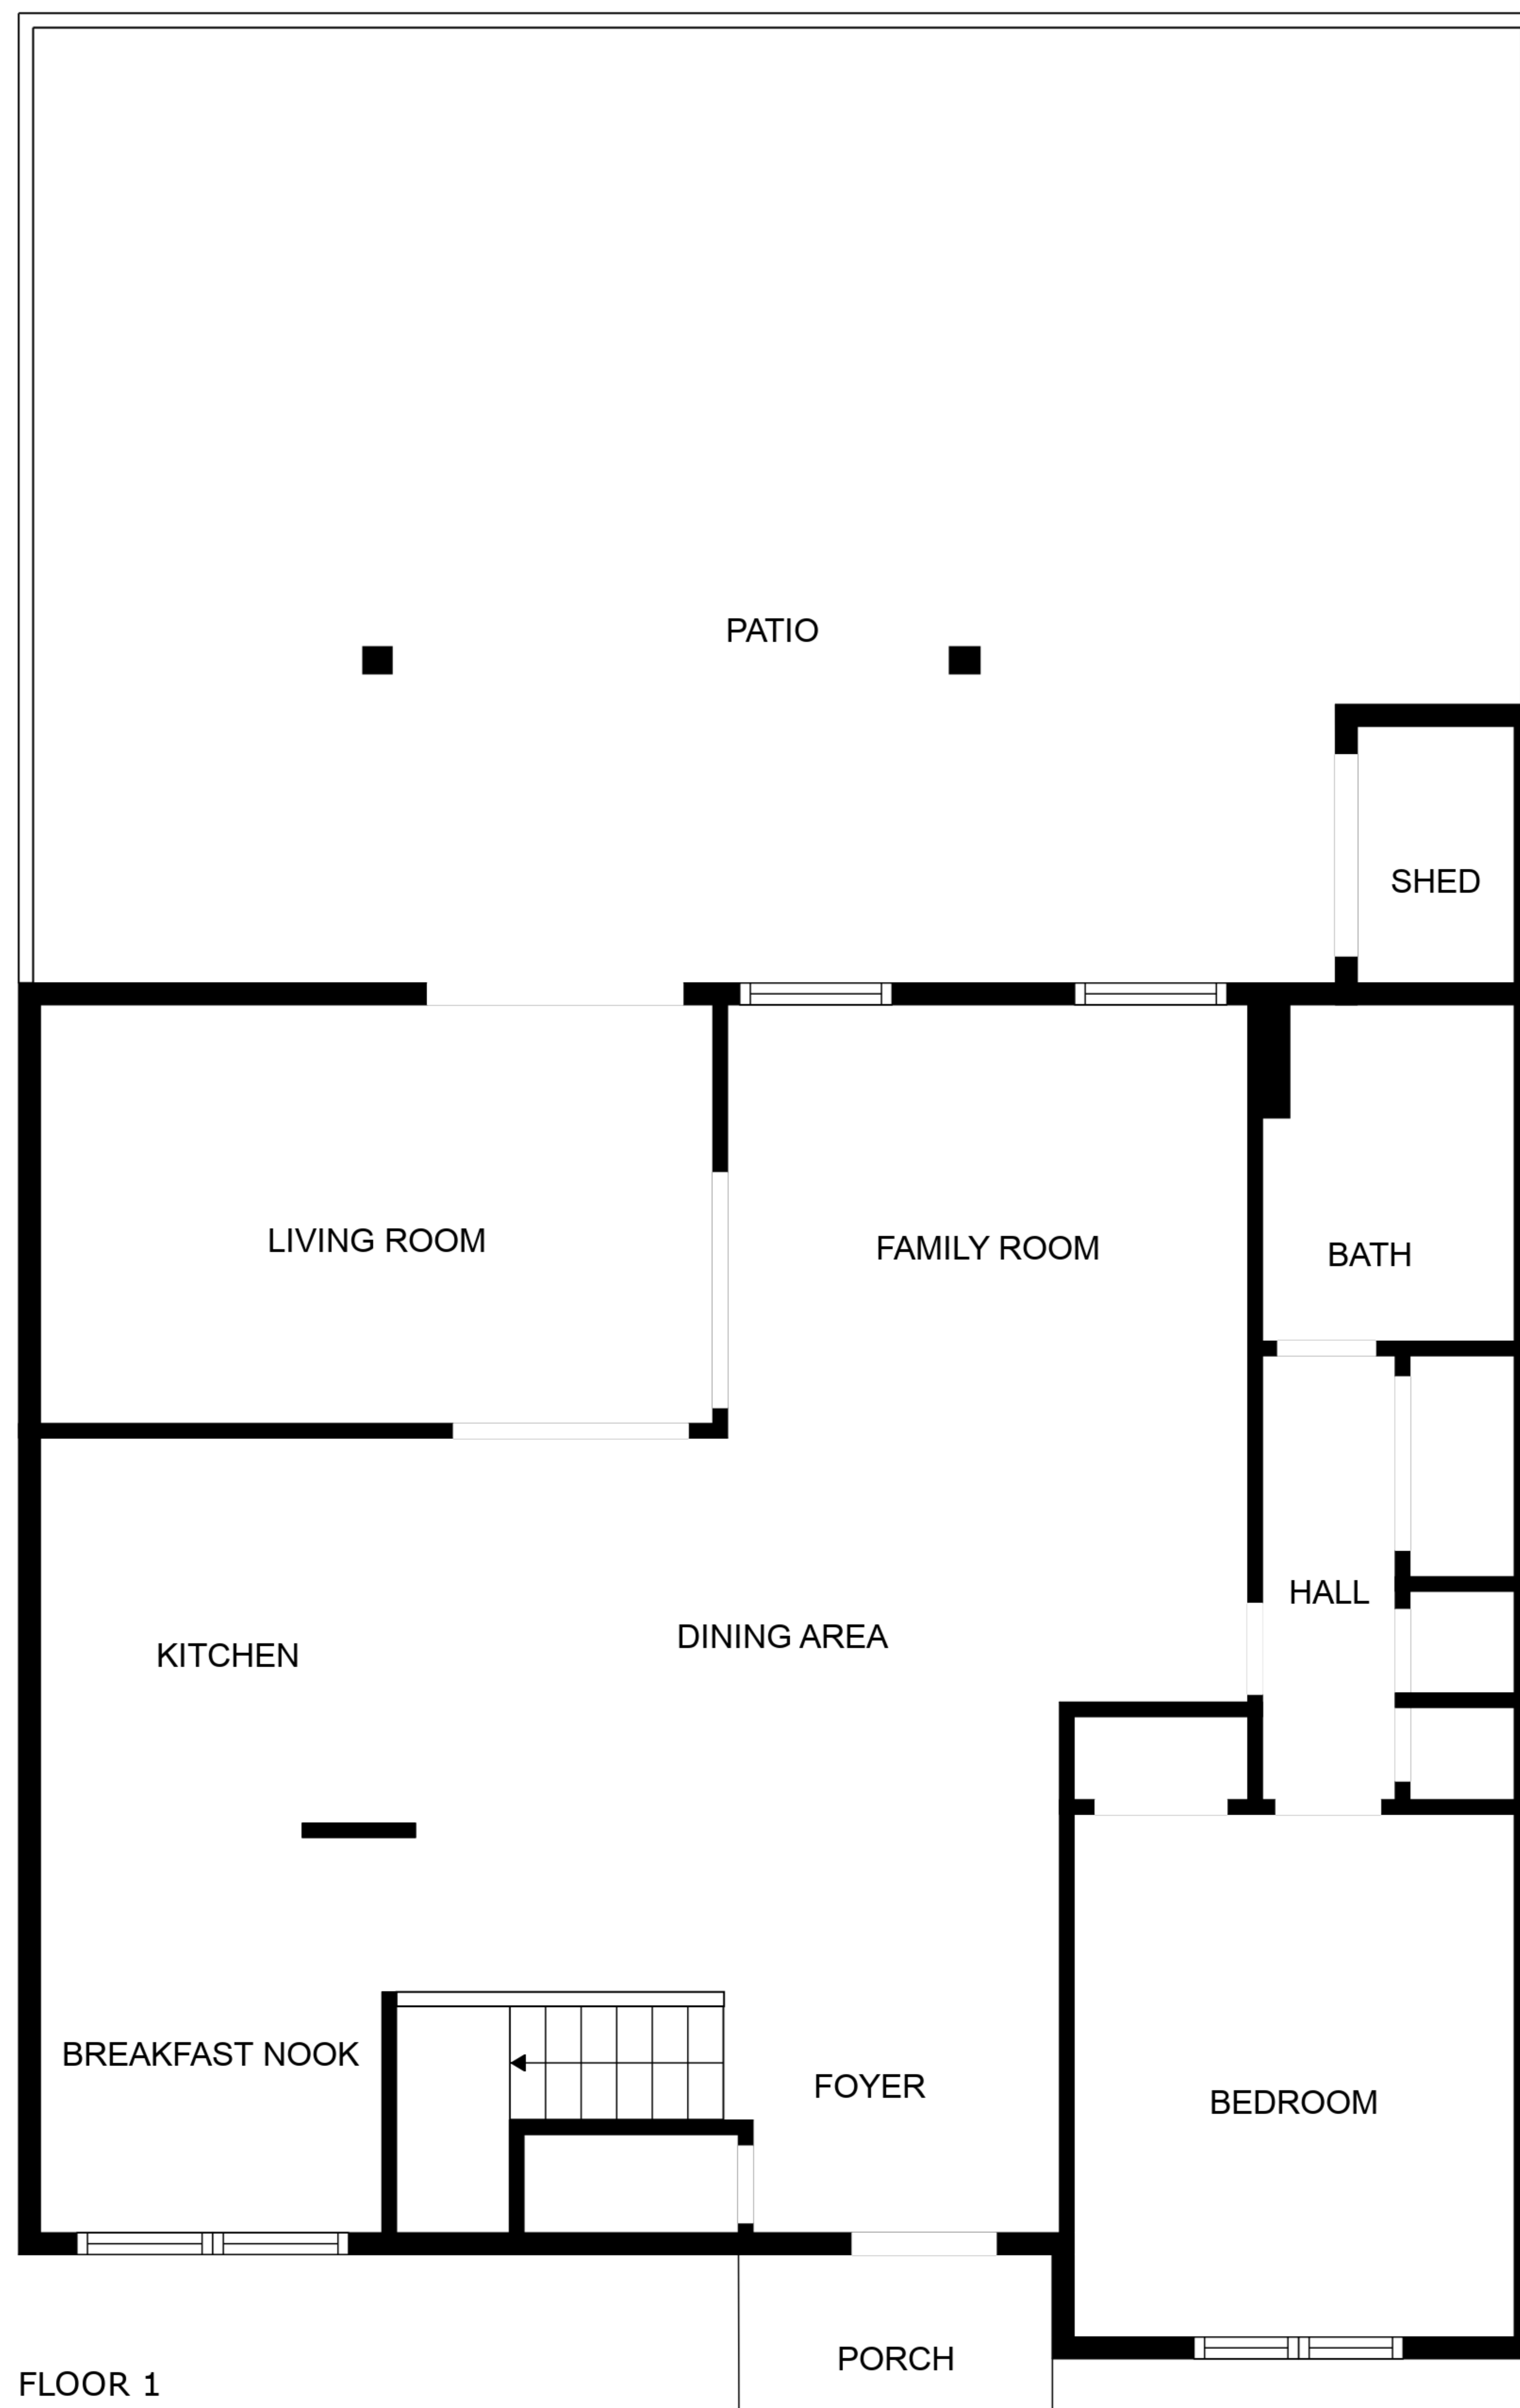 PATIO
SHED
LIVING ROOM
FAMILY ROOM
BATH
HALL
DINING AREA
KITCHEN
BREAKFAST NOOK
FOYER
BEDROOM
PORCH
FLOOR 1